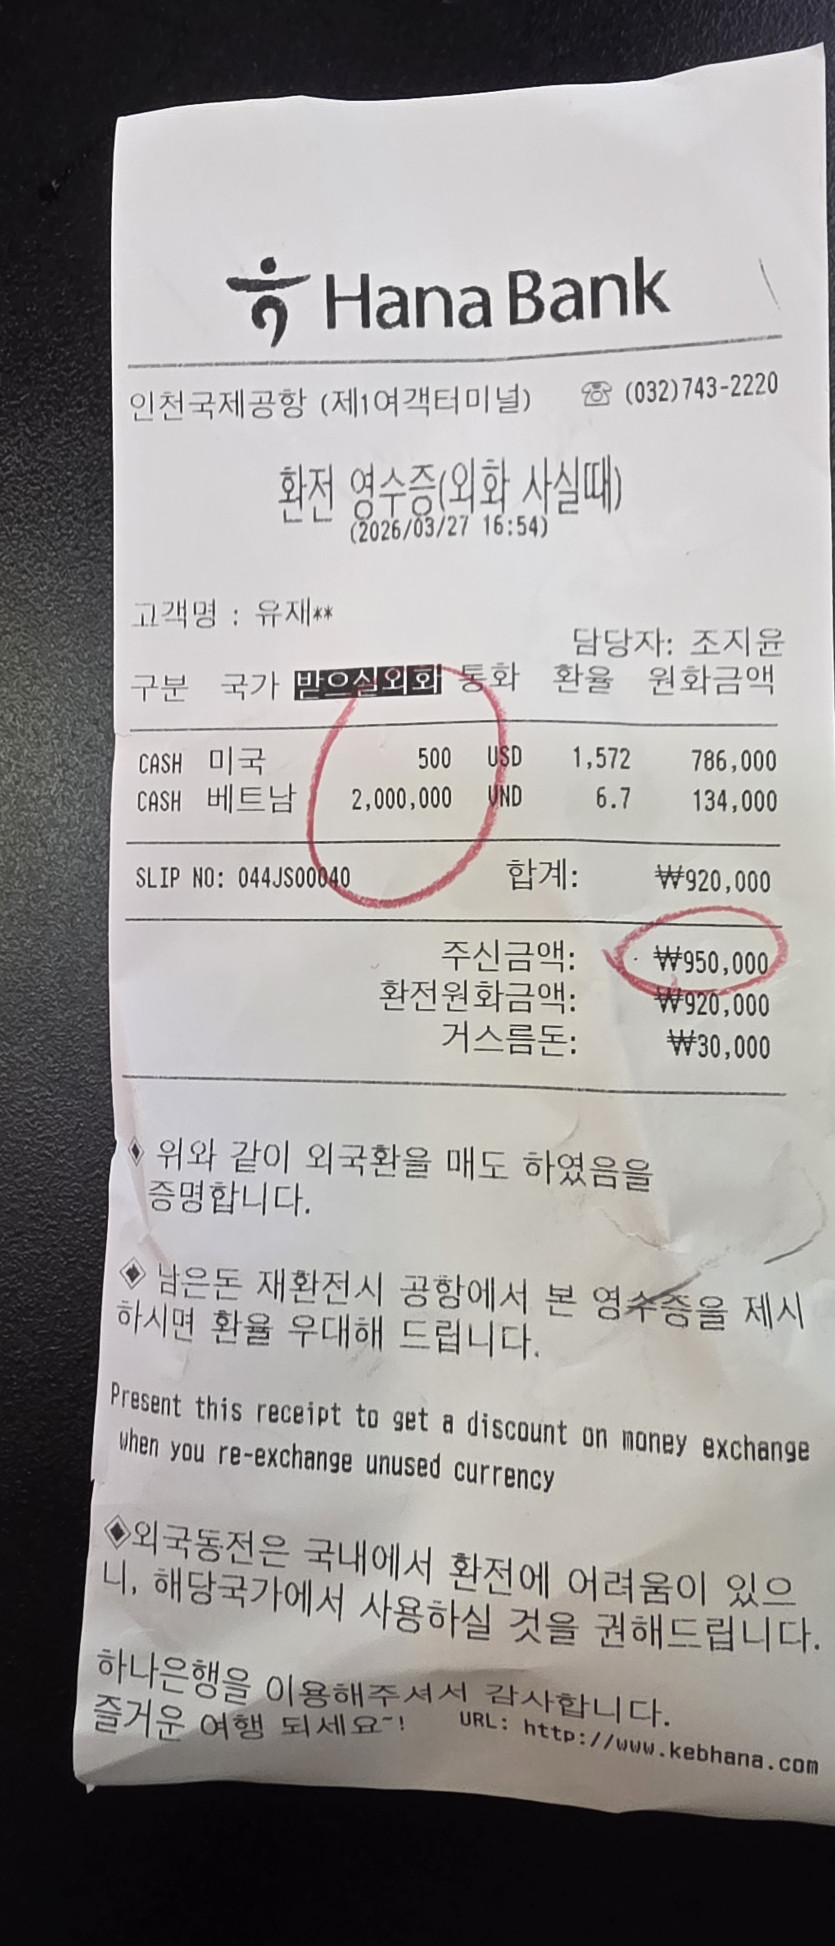 Hana Bank
인천국제공항 (제1여객터미널) ☏ (032)743-2220
환전 영수증(외화 사실때)
(2026/03/27 16:54)
고객명 : 유재**
담당자: 조지윤
구분 국가 받으실외화 통화 환율 원화금액
CASH 미국 500 USD 1,572 786,000
CASH 베트남 2,000,000 VND 6.7 134,000
SLIP NO: 044JS00040 합계: ₩920,000
주신금액: ₩950,000
환전원화금액: ₩920,000
거스름돈: ₩30,000
◈ 위와 같이 외국환을 매도 하였음을
증명합니다.
◈ 남은돈 재환전시 공항에서 본 영수증을 제시
하시면 환율 우대해 드립니다.
Present this receipt to get a discount on money exchange
when you re-exchange unused currency
◈외국동전은 국내에서 환전에 어려움이 있으
니, 해당국가에서 사용하실 것을 권해드립니다.
하나은행을 이용해주셔서 감사합니다.
즐거운 여행 되세요~! URL: http://www.kebhana.com